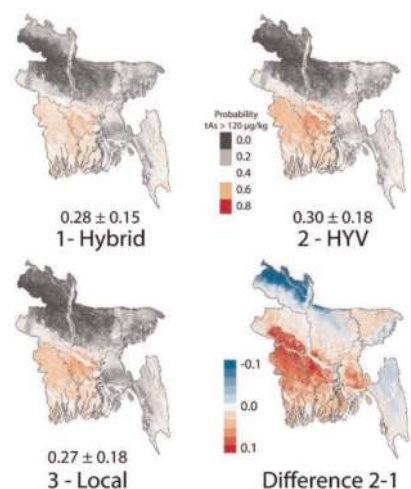 Probability
tAs > 120 µg/kg
0.0
0.2
0.4
0.6
0.8
0.28 ± 0.15
1- Hybrid
0.30 ± 0.18
2 - HYV
-0.1
0.0
0.1
0.27 ± 0.18
3 - Local
Difference 2-1